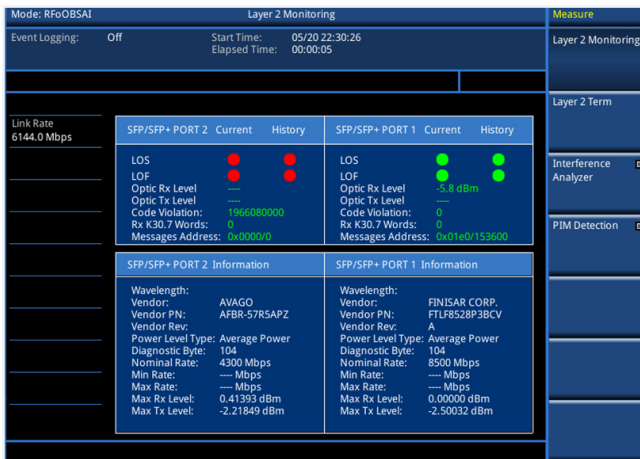 Mode: RFoOBSAI Layer 2 Monitoring Measure
Event Logging: Off Start Time: 05/20 22:30:26
Elapsed Time: 00:00:05
Layer 2 Monitoring
Layer 2 Term
Interference
Analyzer
PIM Detection
Link Rate
6144.0 Mbps
SFP/SFP+ PORT 2 Current History
LOS
LOF
Optic Rx Level ----
Optic Tx Level ----
Code Violation: 1966080000
Rx K30.7 Words: 0
Messages Address: 0x0000/0
SFP/SFP+ PORT 1 Current History
LOS
LOF
Optic Rx Level -5.8 dBm
Optic Tx Level ----
Code Violation: 0
Rx K30.7 Words: 0
Messages Address: 0x01e0/153600
SFP/SFP+ PORT 2 Information
Wavelength:
Vendor: AVAGO
Vendor PN: AFBR-57R5APZ
Vendor Rev:
Power Level Type: Average Power
Diagnostic Byte: 104
Nominal Rate: 4300 Mbps
Min Rate: ---- Mbps
Max Rate: ---- Mbps
Max Rx Level: 0.41393 dBm
Max Tx Level: -2.21849 dBm
SFP/SFP+ PORT 1 Information
Wavelength:
Vendor: FINISAR CORP.
Vendor PN: FTLF8528P3BCV
Vendor Rev: A
Power Level Type: Average Power
Diagnostic Byte: 104
Nominal Rate: 8500 Mbps
Min Rate: ---- Mbps
Max Rate: ---- Mbps
Max Rx Level: 0.00000 dBm
Max Tx Level: -2.50032 dBm